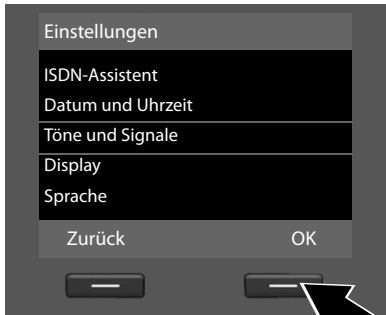 Einstellungen
ISDN-Assistent
Datum und Uhrzeit
Töne und Signale
Display
Sprache
Zurück OK